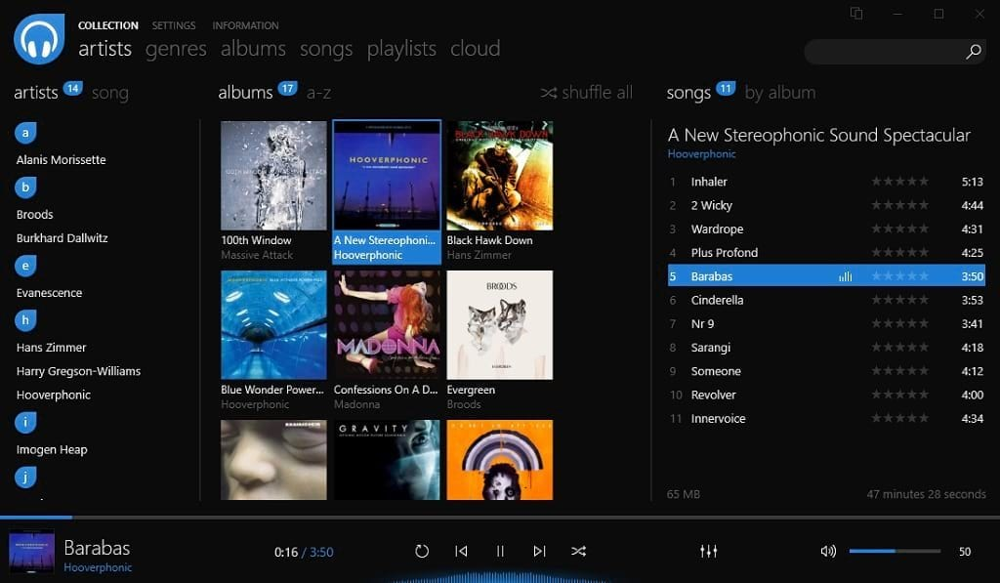 COLLECTION SETTINGS INFORMATION
artists genres albums songs playlists cloud
artists 14 song
a
Alanis Morissette
b
Broods
Burkhard Dallwitz
e
Evanescence
h
Hans Zimmer
Harry Gregson-Williams
Hooverphonic
i
Imogen Heap
j
albums 17 a-z shuffle all
100TH WINDOW MASSIVE ATTACK
HOOVERPHONIC
BLACK HAWK DOWN
100th Window
Massive Attack
A New Stereophoni...
Hooverphonic
Black Hawk Down
Hans Zimmer
MADONNA
BROODS
EVERGREEN
Blue Wonder Power...
Hooverphonic
Confessions On A D...
Madonna
Evergreen
Broods
RAMMSTEIN
GRAVITY
songs 11 by album
A New Stereophonic Sound Spectacular
Hooverphonic
1 Inhaler 5:13
2 2 Wicky 4:44
3 Wardrope 4:31
4 Plus Profond 4:25
5 Barabas 3:50
6 Cinderella 3:53
7 Nr 9 3:41
8 Sarangi 4:18
9 Someone 4:12
10 Revolver 4:00
11 Innervoice 4:34
65 MB 47 minutes 28 seconds
Barabas
Hooverphonic
0:16 / 3:50
50